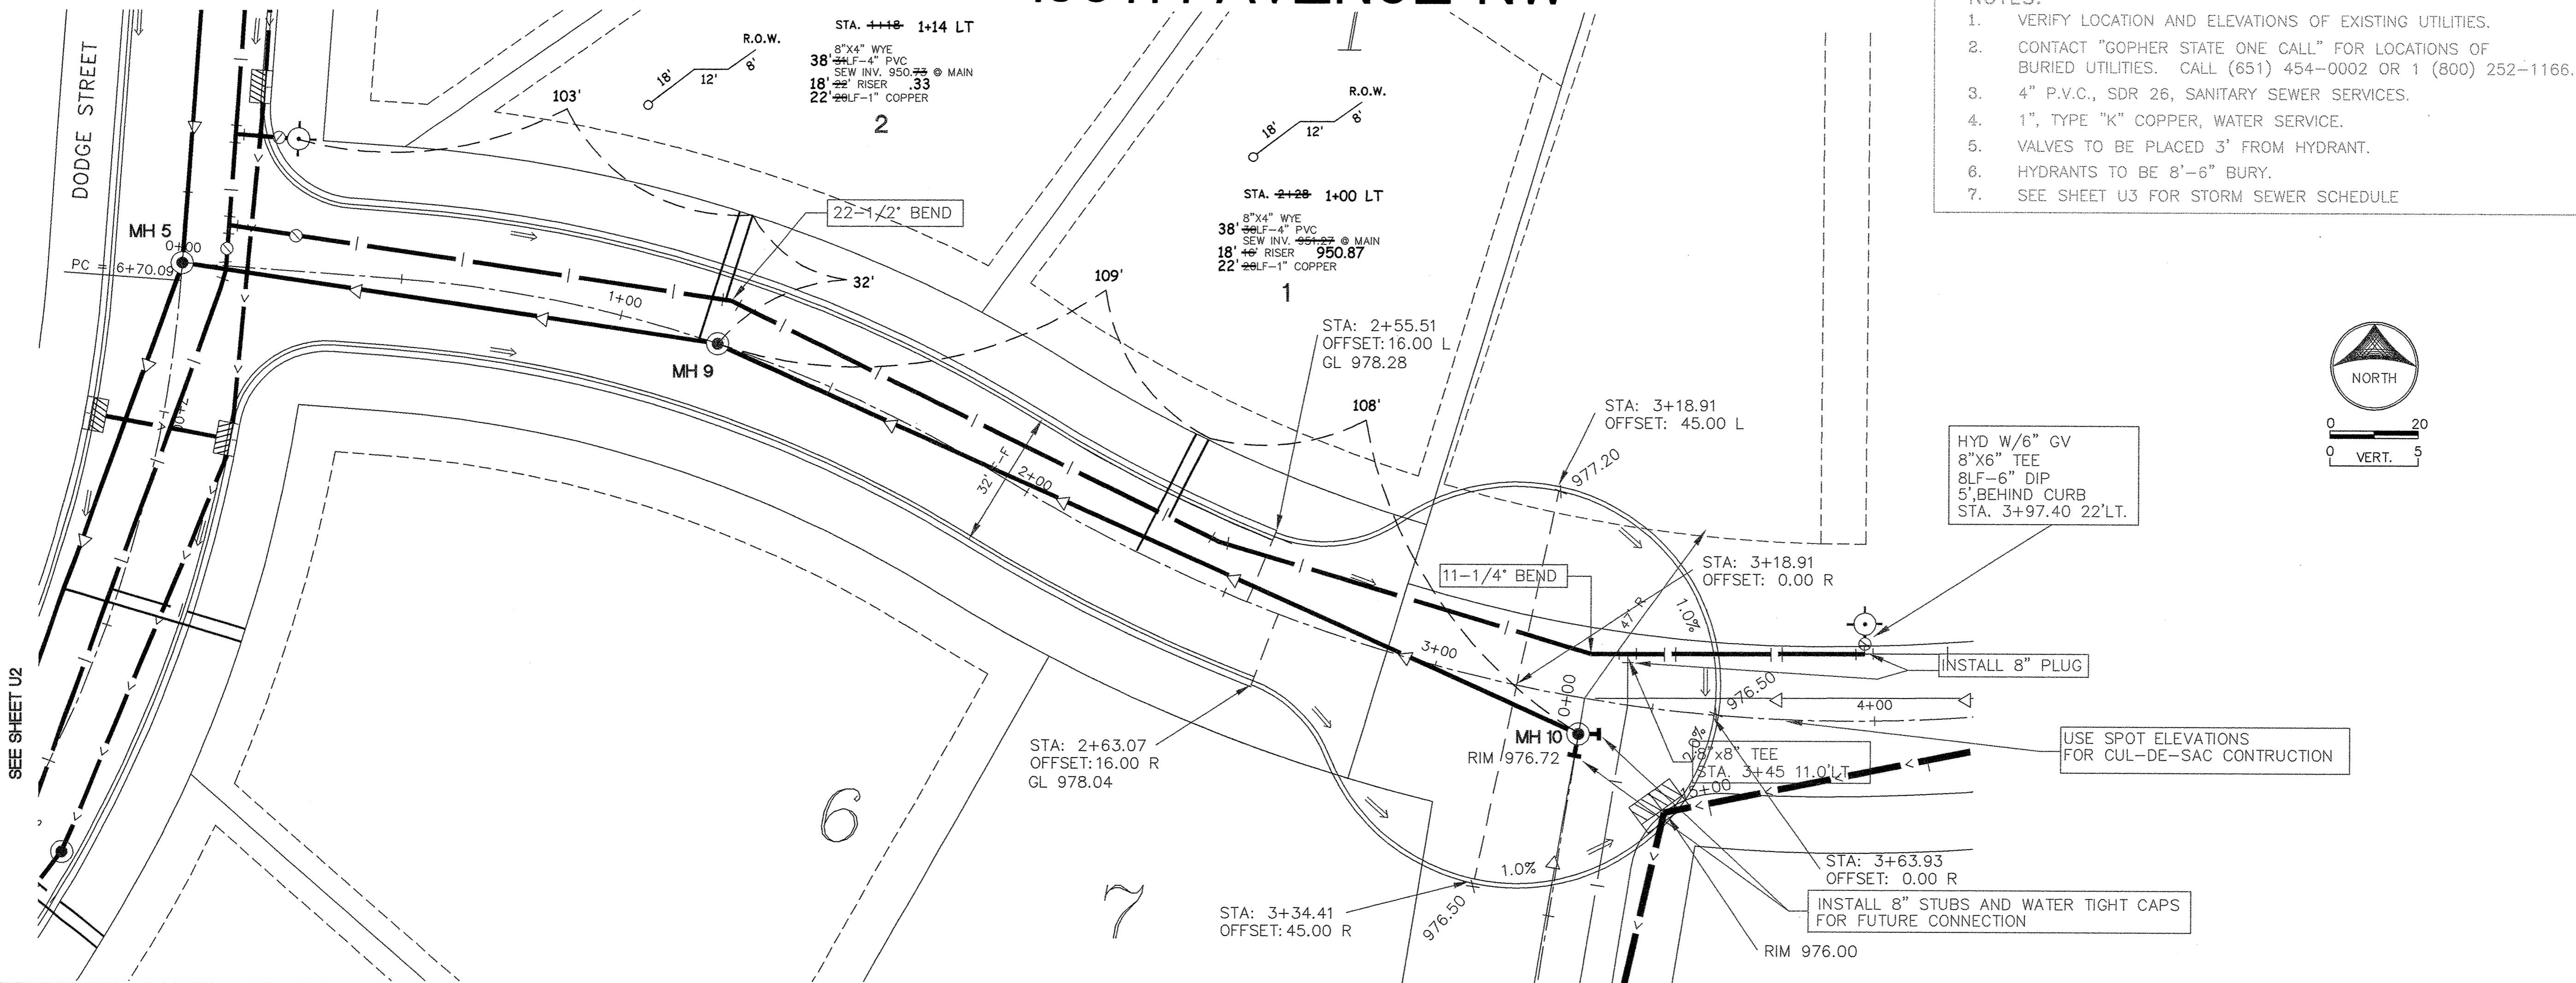 DODGE STREET
STA. 1+18 1+14 LT
8"X4" WYE
38' 31LF-4" PVC
SEW INV. 950.73 @ MAIN
18' 22' RISER .33
22' 20LF-1" COPPER
2
R.O.W.
18'
12'
8'
103'
STA. 2+28 1+00 LT
8"X4" WYE
38' 30LF-4" PVC
SEW INV. 951.27 @ MAIN
18' 16' RISER 950.87
22' 20LF-1" COPPER
1
R.O.W.
18'
12'
8'
NOTES:
1. VERIFY LOCATION AND ELEVATIONS OF EXISTING UTILITIES.
2. CONTACT "GOPHER STATE ONE CALL" FOR LOCATIONS OF
BURIED UTILITIES. CALL (651) 454-0002 OR 1 (800) 252-1166.
3. 4" P.V.C., SDR 26, SANITARY SEWER SERVICES.
4. 1", TYPE "K" COPPER, WATER SERVICE.
5. VALVES TO BE PLACED 3' FROM HYDRANT.
6. HYDRANTS TO BE 8'-6" BURY.
7. SEE SHEET U3 FOR STORM SEWER SCHEDULE
22-1/2° BEND
MH 5
0+00
PC = 6+70.09
1+00
32'
109'
MH 9
7+00
STA: 2+55.51
OFFSET: 16.00 L
GL 978.28
108'
STA: 3+18.91
OFFSET: 45.00 L
977.20
NORTH
0 20
0 5
VERT.
HYD W/6" GV
8"X6" TEE
8LF-6" DIP
5',BEHIND CURB
STA. 3+97.40 22'LT.
32' F-F
2+00
11-1/4° BEND
STA: 3+18.91
OFFSET: 0.00 R
47' R
1.0%
3+00
INSTALL 8" PLUG
0+00
976.50
4+00
SEE SHEET U2
MH 10
RIM 976.72
2.0%
8"x8" TEE
STA. 3+45 11.0'LT
15+00
USE SPOT ELEVATIONS
FOR CUL-DE-SAC CONTRUCTION
STA: 2+63.07
OFFSET: 16.00 R
GL 978.04
6
7
1.0%
STA: 3+34.41
OFFSET: 45.00 R
976.50
STA: 3+63.93
OFFSET: 0.00 R
INSTALL 8" STUBS AND WATER TIGHT CAPS
FOR FUTURE CONNECTION
RIM 976.00